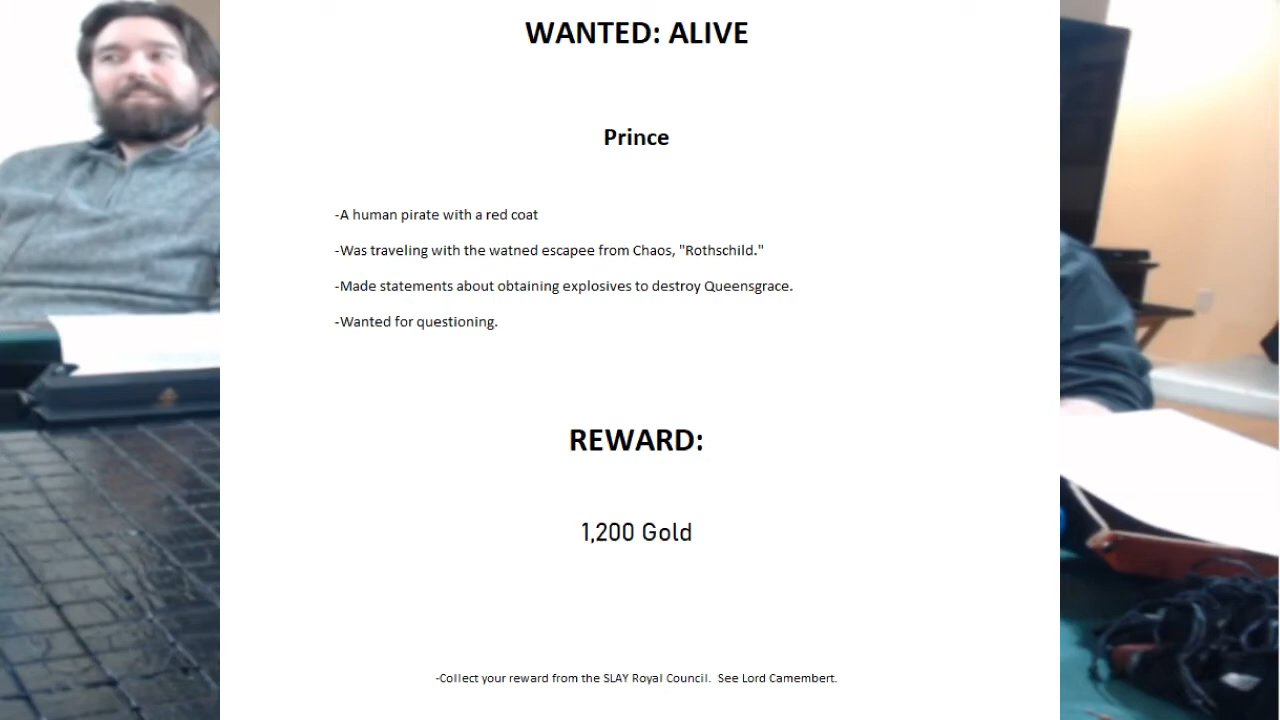 WANTED: ALIVE
Prince
-A human pirate with a red coat
-Was traveling with the watned escapee from Chaos, "Rothschild."
-Made statements about obtaining explosives to destroy Queensgrace.
-Wanted for questioning.
REWARD:
1,200 Gold
-Collect your reward from the SLAY Royal Council.  See Lord Camembert.